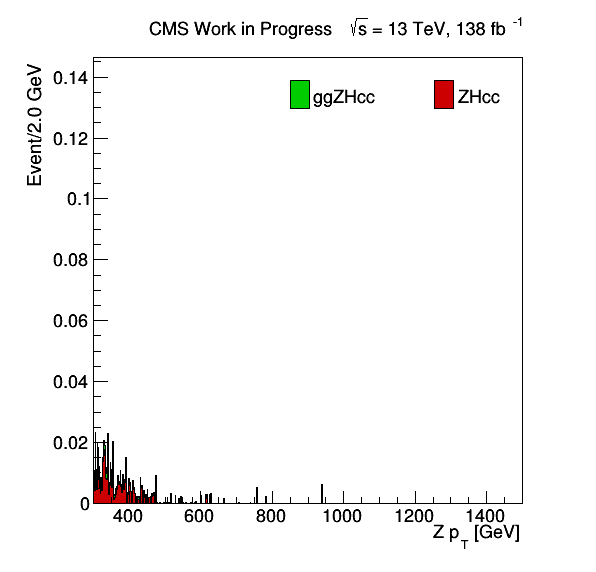 CMS Work in Progress √s = 13 TeV, 138 fb -1
Event/2.0 GeV
ggZHcc
ZHcc
0.14
0.12
0.1
0.08
0.06
0.04
0.02
0
400 600 800 1000 1200 1400
Z pT [GeV]